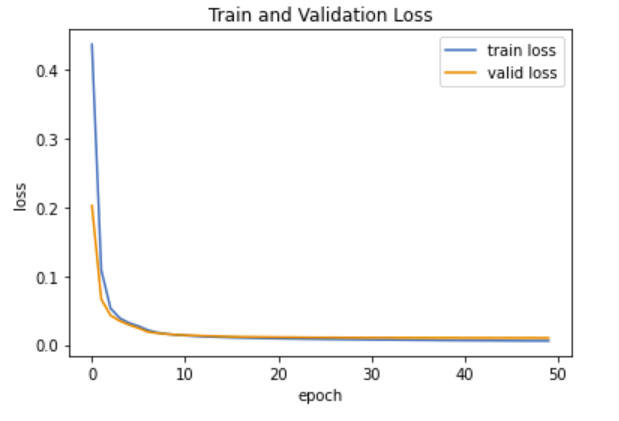 Train and Validation Loss
train loss
valid loss
0.4
0.3
0.2
0.1
0.0
loss
0 10 20 30 40 50
epoch